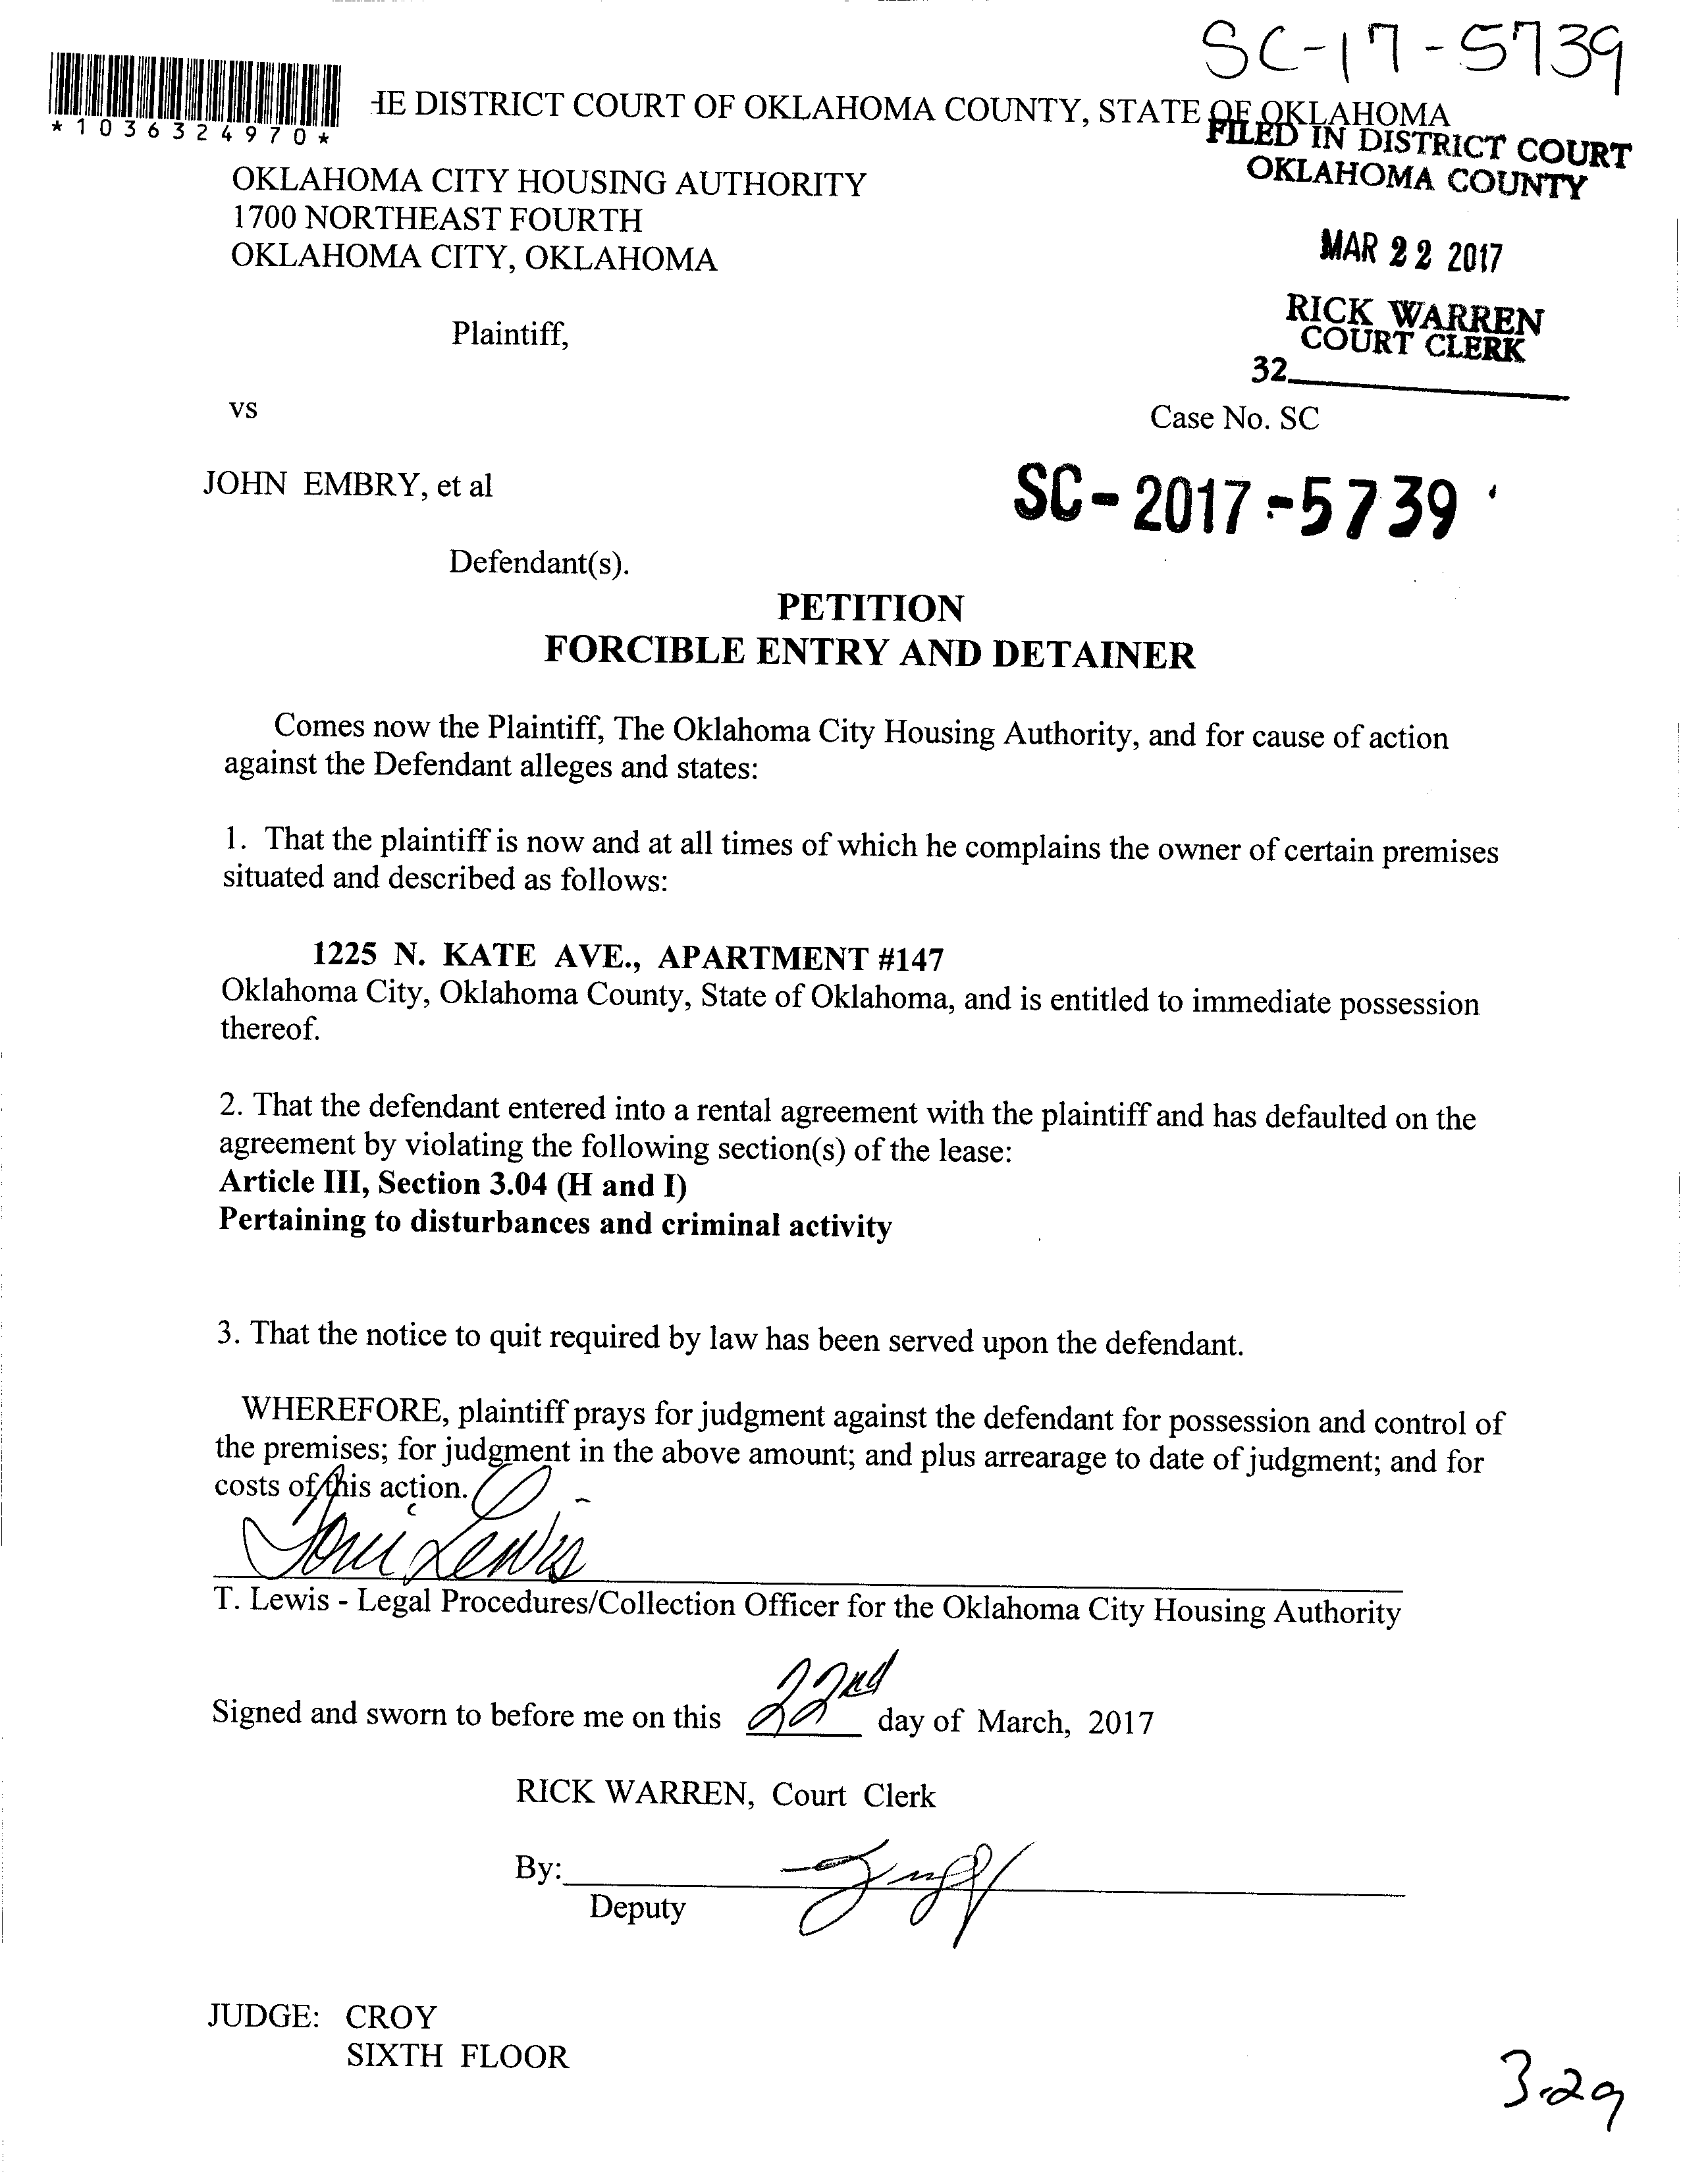 SC-17-5739
*1036324970*
HE DISTRICT COURT OF OKLAHOMA COUNTY, STATE OF OKLAHOMA
FILED IN DISTRICT COURT
OKLAHOMA COUNTY
OKLAHOMA CITY HOUSING AUTHORITY
1700 NORTHEAST FOURTH
OKLAHOMA CITY, OKLAHOMA
MAR 22 2017
RICK WARREN
COURT CLERK
Plaintiff,
32
vs
Case No. SC
JOHN EMBRY, et al
SC-2017-5739
Defendant(s).
PETITION
FORCIBLE ENTRY AND DETAINER
Comes now the Plaintiff, The Oklahoma City Housing Authority, and for cause of action
against the Defendant alleges and states:
1. That the plaintiff is now and at all times of which he complains the owner of certain premises
situated and described as follows:
1225 N. KATE AVE., APARTMENT #147
Oklahoma City, Oklahoma County, State of Oklahoma, and is entitled to immediate possession
thereof.
2. That the defendant entered into a rental agreement with the plaintiff and has defaulted on the
agreement by violating the following section(s) of the lease:
Article III, Section 3.04 (H and I)
Pertaining to disturbances and criminal activity
3. That the notice to quit required by law has been served upon the defendant.
WHEREFORE, plaintiff prays for judgment against the defendant for possession and control of
the premises; for judgment in the above amount; and plus arrearage to date of judgment; and for
costs of this action.
Toni Lewis
T. Lewis - Legal Procedures/Collection Officer for the Oklahoma City Housing Authority
Signed and sworn to before me on this 22nd day of March, 2017
RICK WARREN, Court Clerk
By:
Deputy
JUDGE: CROY
SIXTH FLOOR
3-29